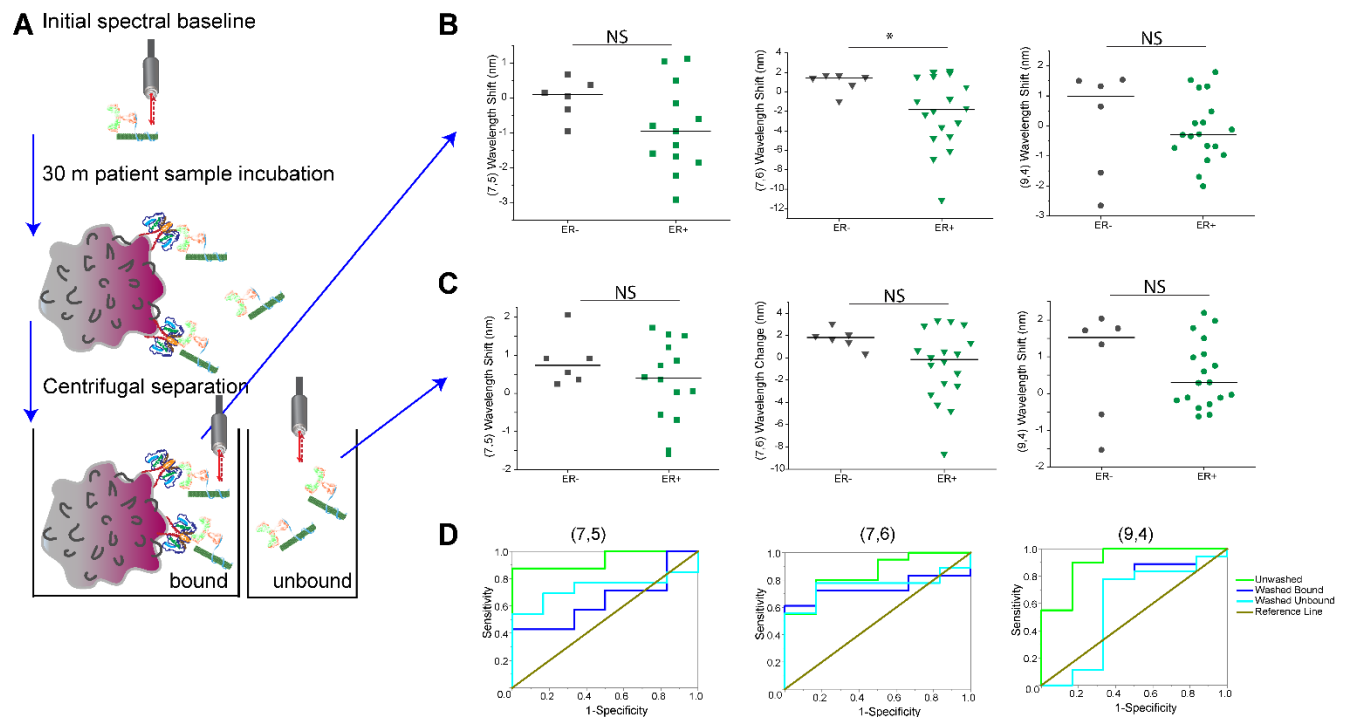 A
Initial spectral baseline
30 m patient sample incubation
Centrifugal separation
bound
unbound
B
NS
(7,5) Wavelength Shift (nm)
1
0
-1
-2
-3
ER-
ER+
*
(7,6) Wavelength Shift (nm)
6
3
0
-3
-6
-9
-12
ER-
ER+
NS
(9,4) Wavelength Shift (nm)
2
1
0
-1
-2
-3
ER-
ER+
C
NS
(7,5) Wavelength Shift (nm)
2
1
0
-1
-2
ER-
ER+
NS
(7,6) Wavelength Change (nm)
6
4
2
0
-2
-4
-6
-8
-10
ER-
ER+
NS
(9,4) Wavelength Shift (nm)
2
1
0
-1
-2
ER-
ER+
D
(7,5)
Sensitivity
1.0
0.8
0.6
0.4
0.2
0.0
0.0 0.2 0.4 0.6 0.8 1.0
1-Specificity
(7,6)
Sensitivity
1.0
0.8
0.6
0.4
0.2
0.0
0.2 0.4 0.6 0.8 1.0
1-Specificity
(9,4)
Sensitivity
1.0
0.8
0.6
0.4
0.2
0.0
0.2 0.4 0.6 0.8 1.0
1-Specificity
Unwashed
Washed Bound
Washed Unbound
Reference Line